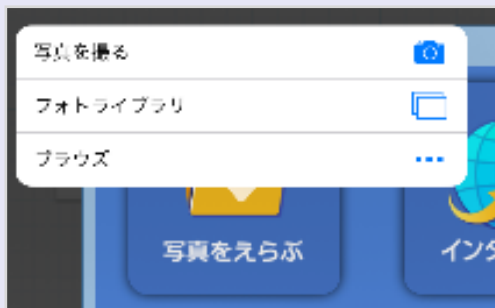 写真を撮る
フォトライブラリ
ブラウズ
写真をえらぶ
インタ